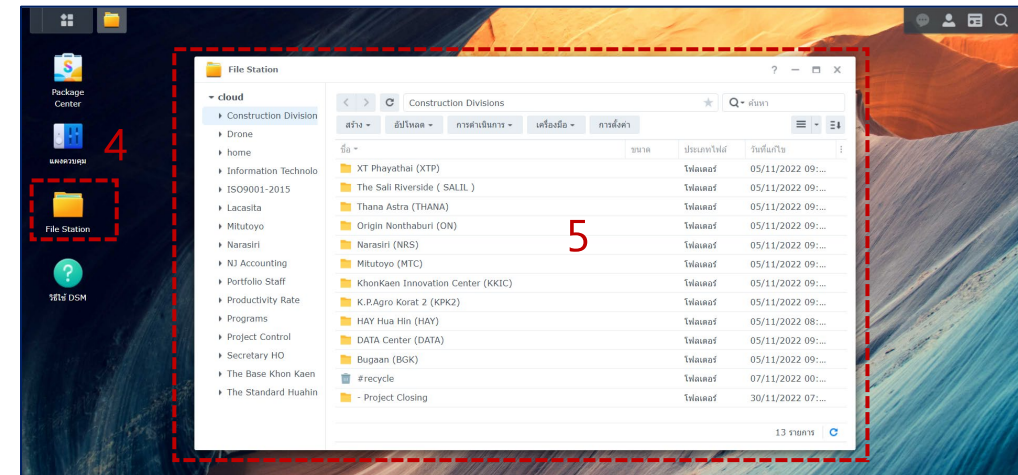 Package
Center
4
แผงควบคุม
File Station
วิธีใช้ DSM
File Station
cloud
Construction Division
Drone
home
Information Technolo
ISO9001-2015
Lacasita
Mitutoyo
Narasiri
NJ Accounting
Portfolio Staff
Productivity Rate
Programs
Project Control
Secretary HO
The Base Khon Kaen
The Standard Huahin
Construction Divisions
ค้นหา
สร้าง อัปโหลด การดำเนินการ เครื่องมือ การตั้งค่า
ชื่อ ขนาด ประเภทไฟล์ วันที่แก้ไข
XT Phayathai (XTP) โฟลเดอร์ 05/11/2022 09:...
The Sali Riverside ( SALIL ) โฟลเดอร์ 05/11/2022 09:...
Thana Astra (THANA) โฟลเดอร์ 05/11/2022 09:...
Origin Nonthaburi (ON) โฟลเดอร์ 05/11/2022 09:...
5
Narasiri (NRS) โฟลเดอร์ 05/11/2022 09:...
Mitutoyo (MTC) โฟลเดอร์ 05/11/2022 09:...
KhonKaen Innovation Center (KKIC) โฟลเดอร์ 05/11/2022 09:...
K.P.Agro Korat 2 (KPK2) โฟลเดอร์ 05/11/2022 09:...
HAY Hua Hin (HAY) โฟลเดอร์ 05/11/2022 08:...
DATA Center (DATA) โฟลเดอร์ 05/11/2022 09:...
Bugaan (BGK) โฟลเดอร์ 05/11/2022 09:...
#recycle โฟลเดอร์ 07/11/2022 00:...
- Project Closing โฟลเดอร์ 30/11/2022 07:...
13 รายการ